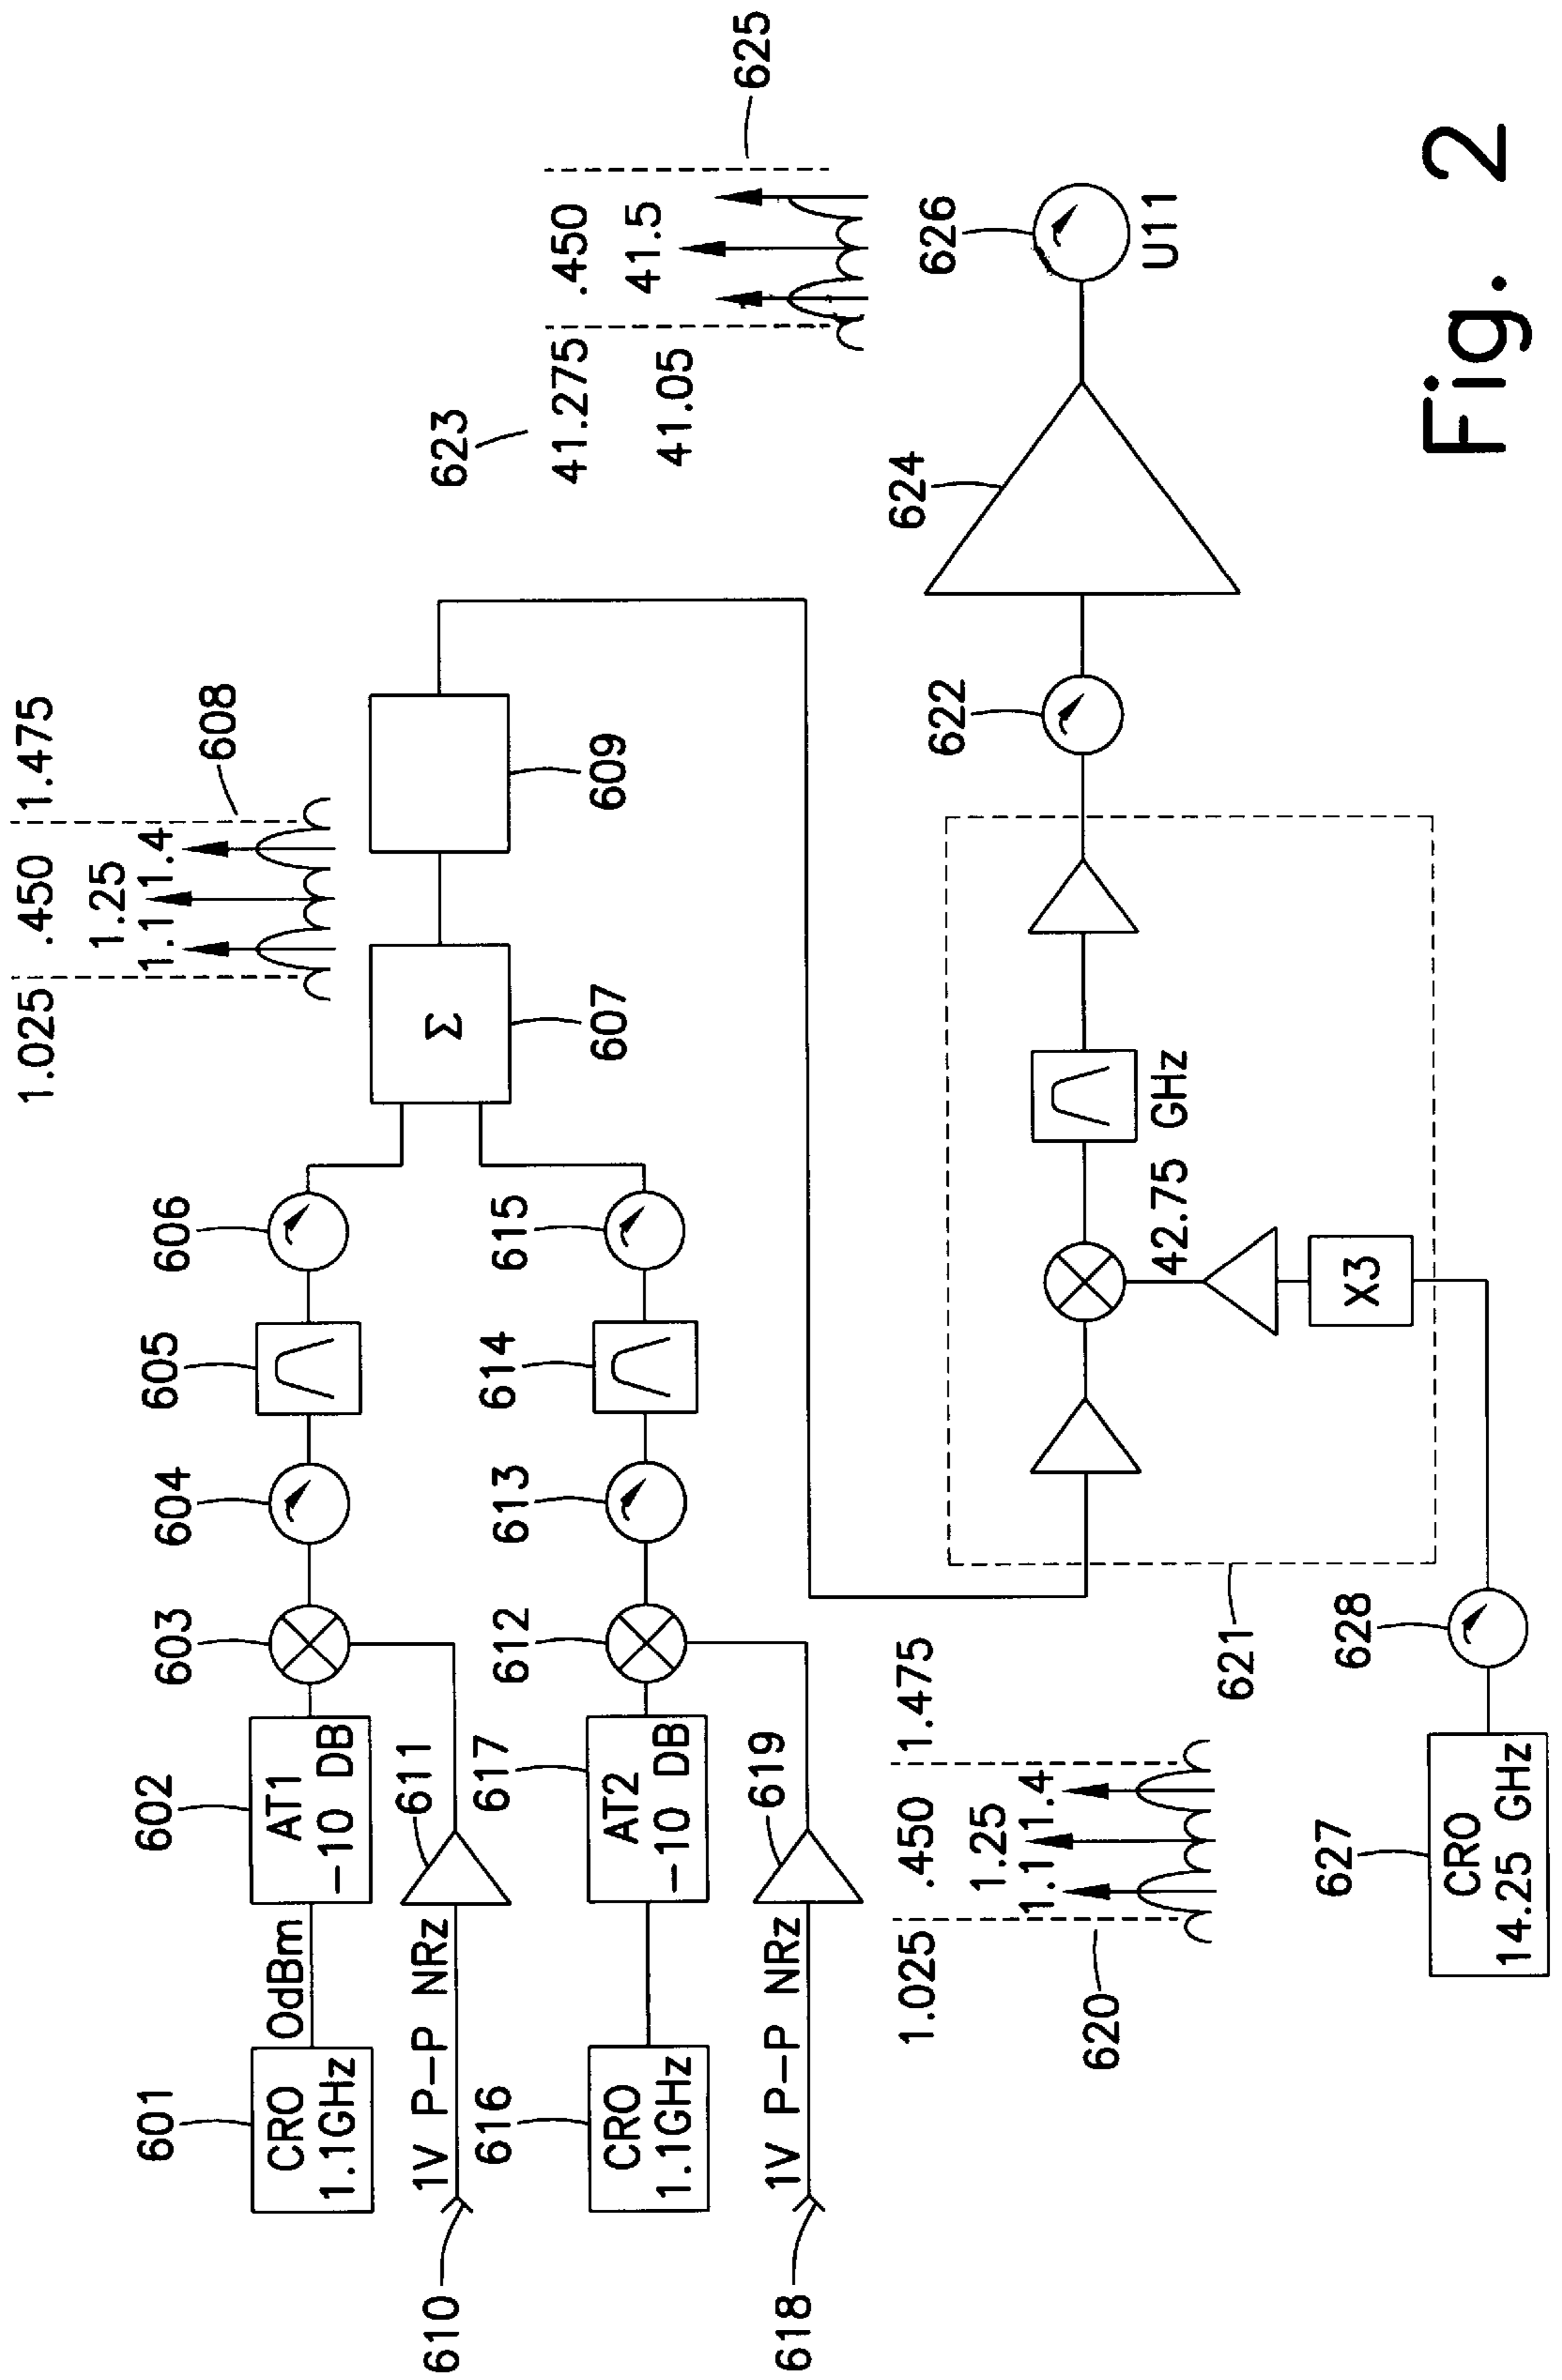 601
CRO
1.1GHz
0dBm
602
AT1
−10 DB
603
604
605
606
610
1V P−P NRz
611
616
CRO
1.1GHz
617
AT2
−10 DB
612
613
614
615
618
1V P−P NRz
619
Σ
607
609
1.025
.450
1.475
1.25
1.1
1.4
608
1.025
.450
1.475
1.25
1.1
1.4
620
621
42.75 GHz
X3
627
CRO
14.25 GHz
628
622
624
626
U11
623
41.275
.450
41.05
41.5
625
Fig. 2